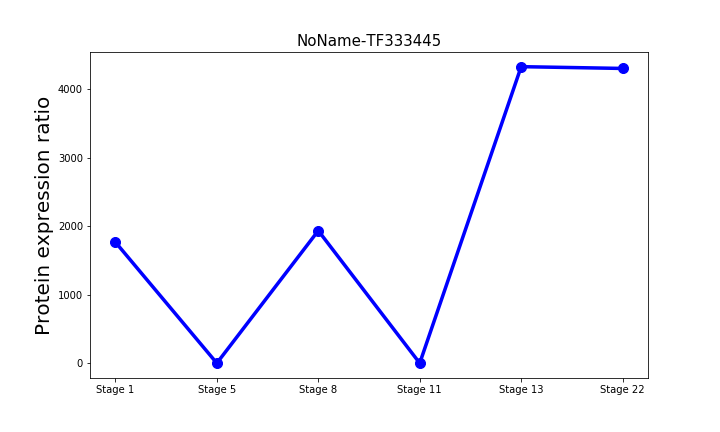 NoName-TF333445
Protein expression ratio
4000
3000
2000
1000
0
Stage 1 Stage 5 Stage 8 Stage 11 Stage 13 Stage 22